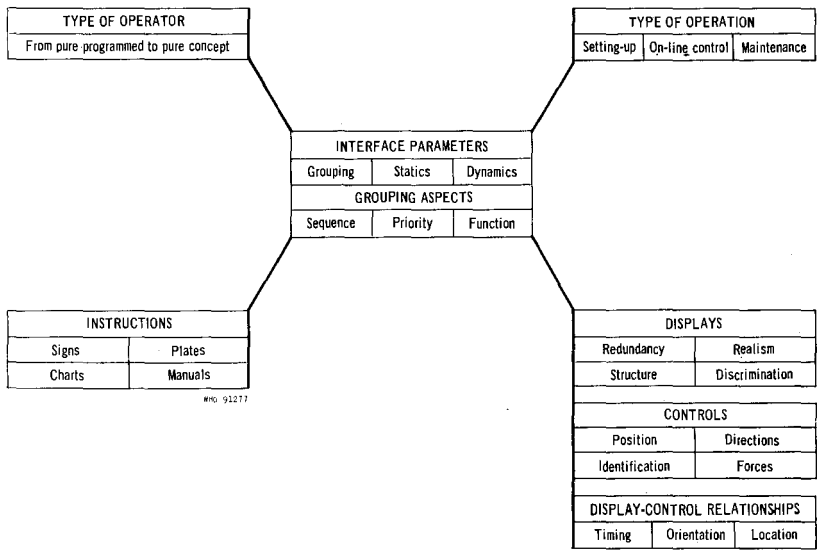 TYPE OF OPERATOR
From pure programmed to pure concept
TYPE OF OPERATION
Setting-up On-line control Maintenance
INTERFACE PARAMETERS
Grouping Statics Dynamics
GROUPING ASPECTS
Sequence Priority Function
INSTRUCTIONS
Signs Plates
Charts Manuals
WHO 91277
DISPLAYS
Redundancy Realism
Structure Discrimination
CONTROLS
Position Directions
Identification Forces
DISPLAY-CONTROL RELATIONSHIPS
Timing Orientation Location